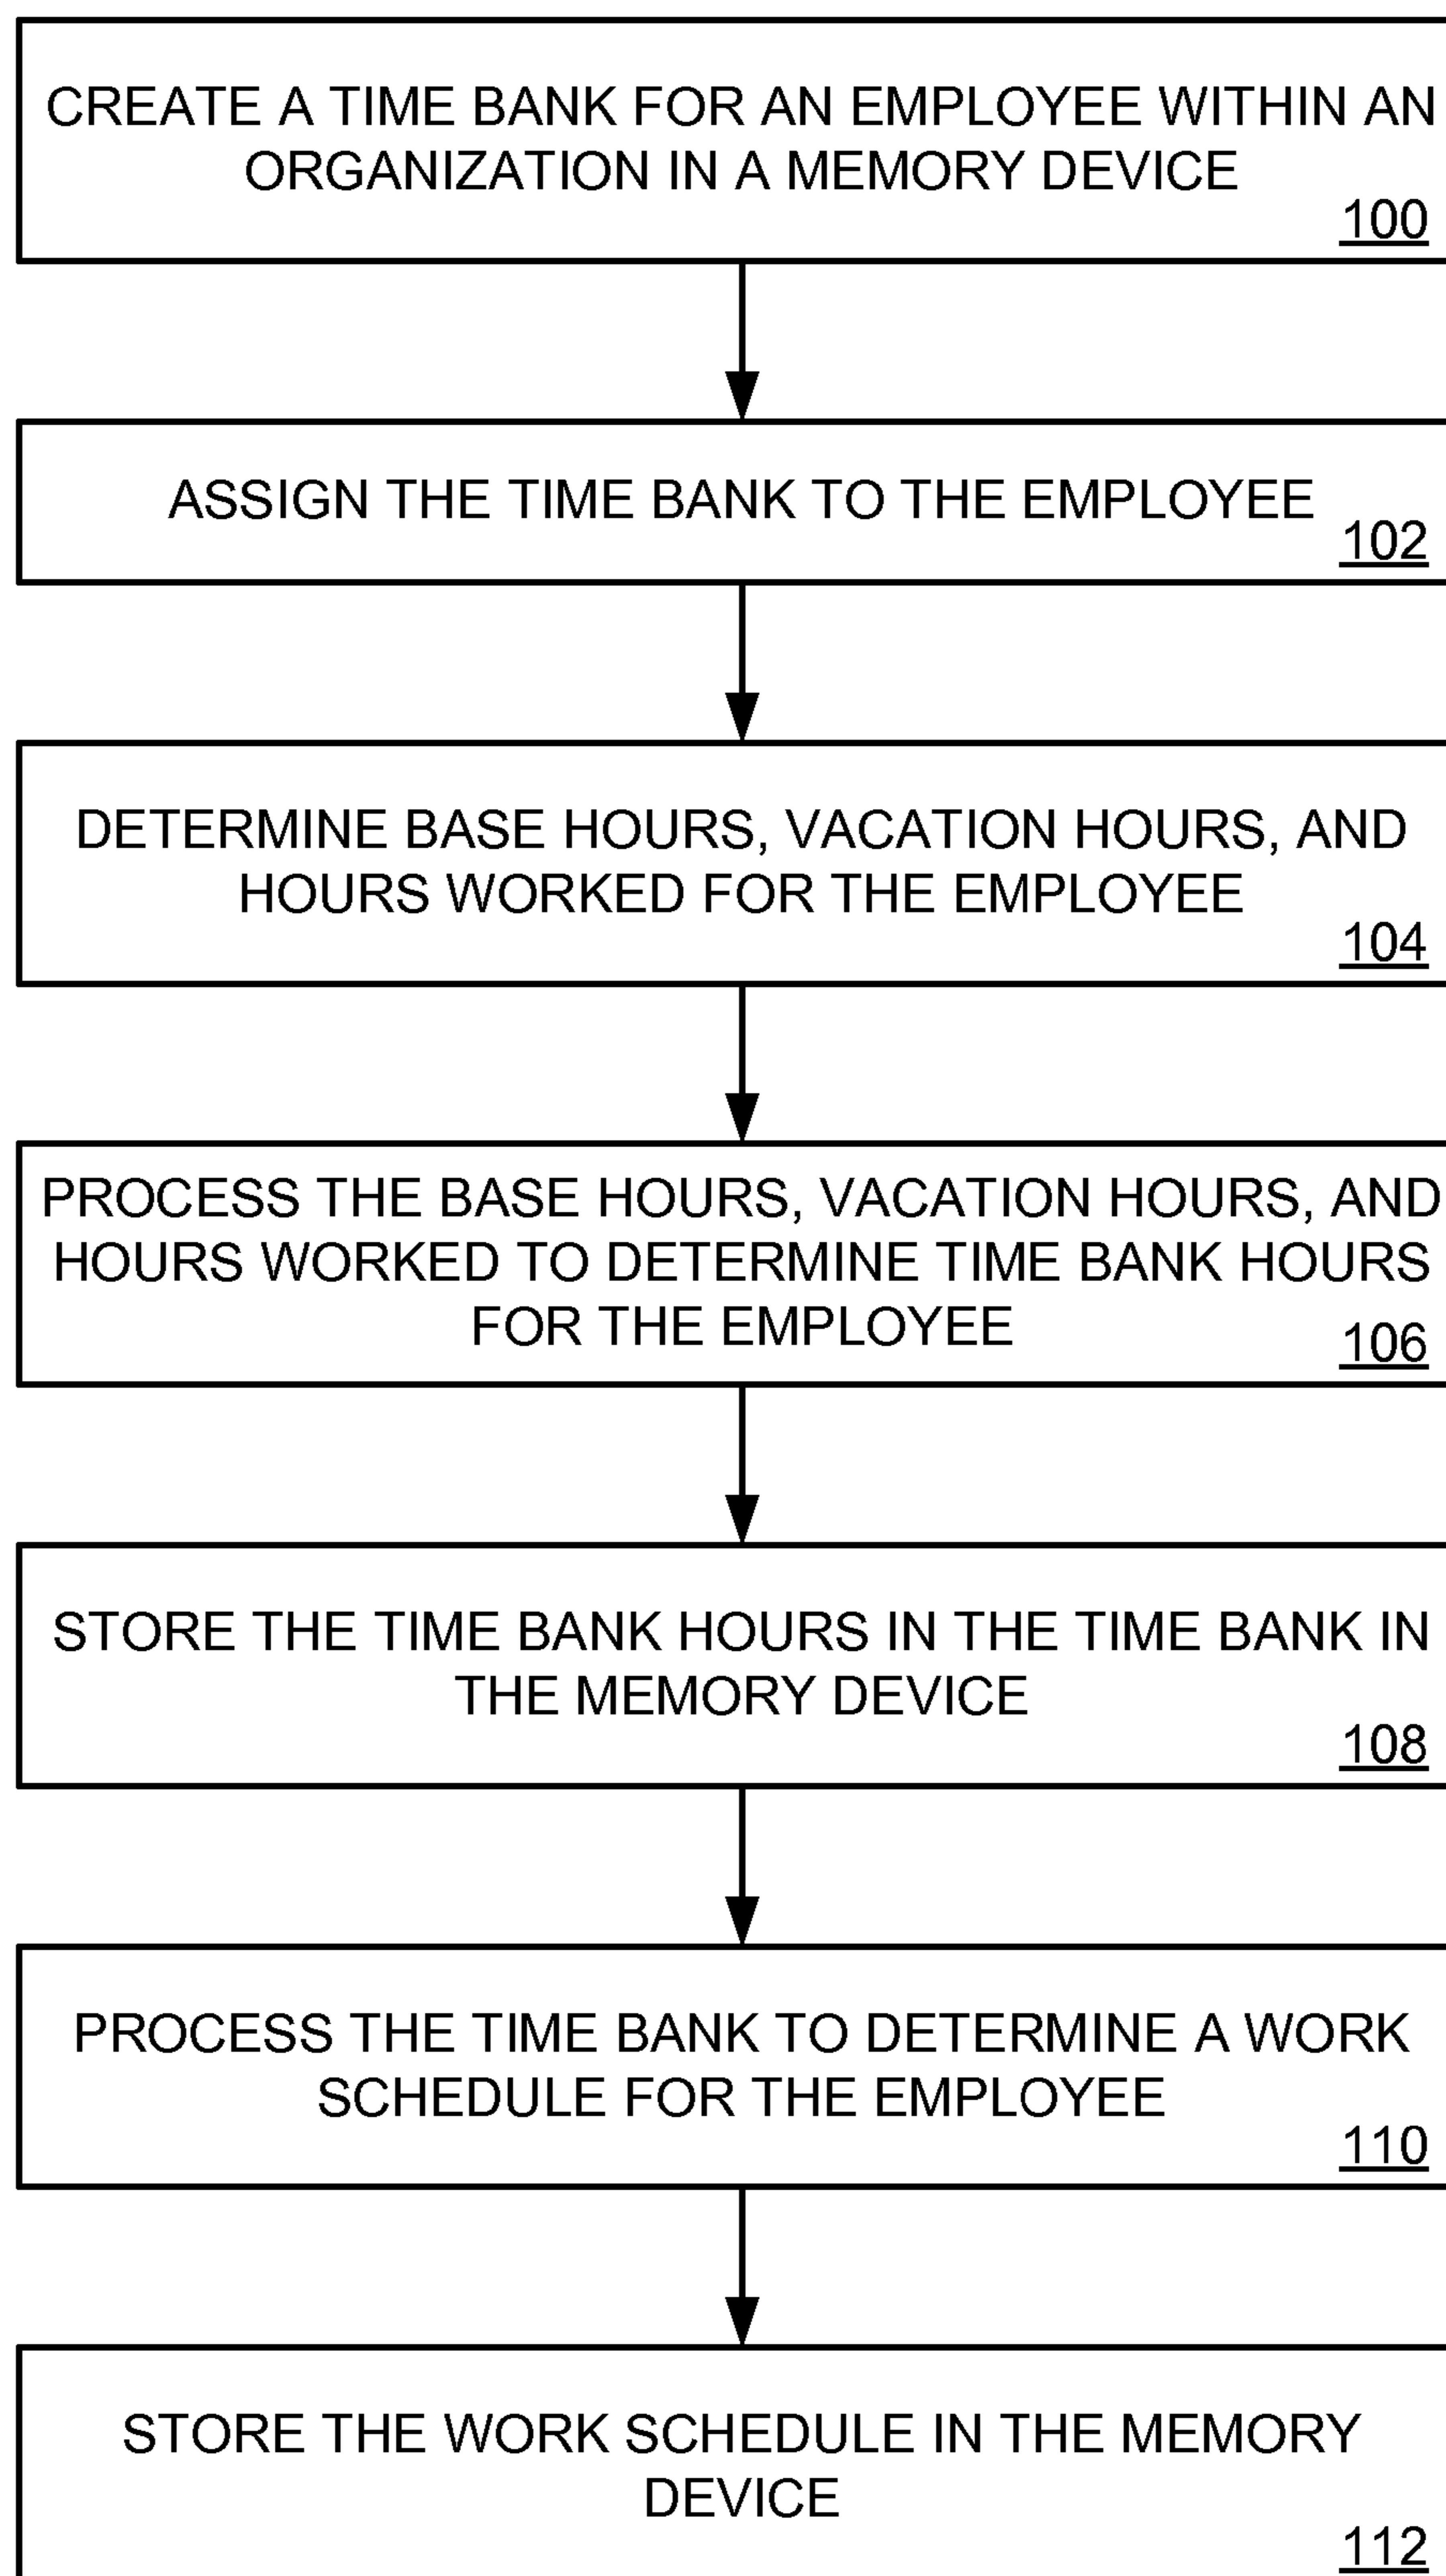 CREATE A TIME BANK FOR AN EMPLOYEE WITHIN AN
ORGANIZATION IN A MEMORY DEVICE
100
ASSIGN THE TIME BANK TO THE EMPLOYEE
102
DETERMINE BASE HOURS, VACATION HOURS, AND
HOURS WORKED FOR THE EMPLOYEE
104
PROCESS THE BASE HOURS, VACATION HOURS, AND
HOURS WORKED TO DETERMINE TIME BANK HOURS
FOR THE EMPLOYEE
106
STORE THE TIME BANK HOURS IN THE TIME BANK IN
THE MEMORY DEVICE
108
PROCESS THE TIME BANK TO DETERMINE A WORK
SCHEDULE FOR THE EMPLOYEE
110
STORE THE WORK SCHEDULE IN THE MEMORY
DEVICE
112